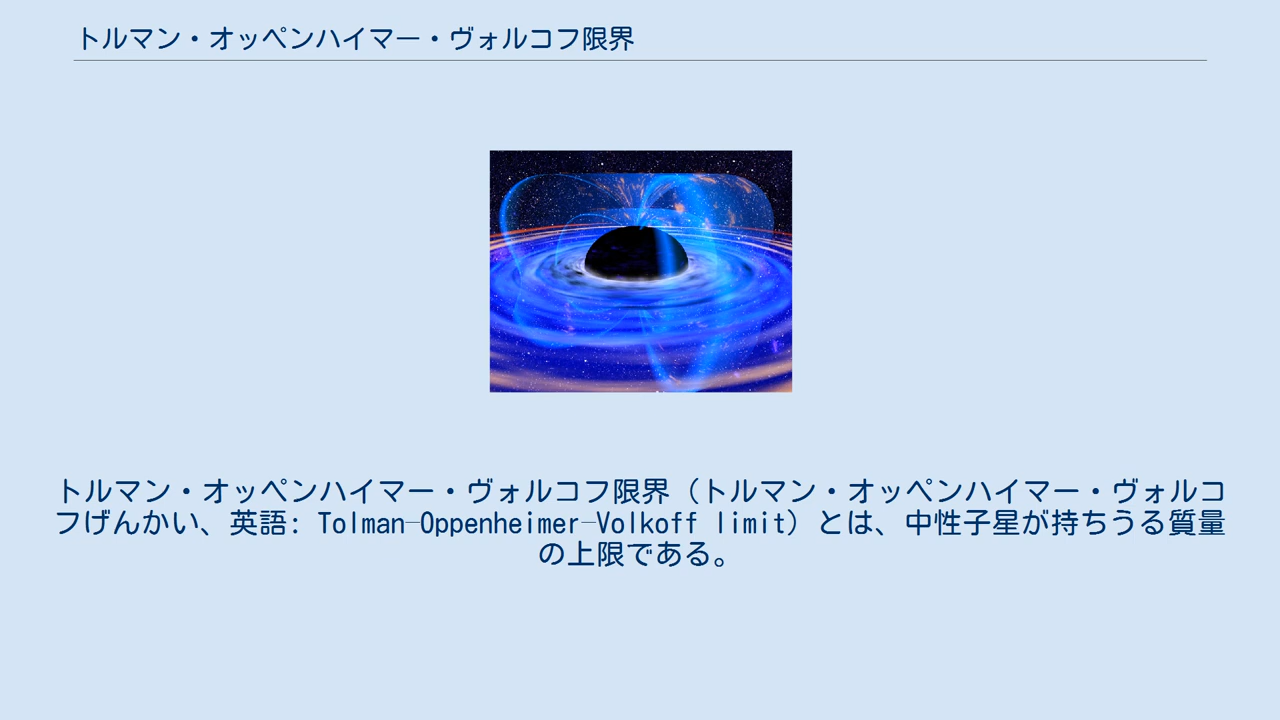 トルマン・オッペンハイマー・ヴォルコフ限界
トルマン・オッペンハイマー・ヴォルコフ限界（トルマン・オッペンハイマー・ヴォルコ
フげんかい、英語: Tolman–Oppenheimer–Volkoff limit）とは、中性子星が持ちうる質量
の上限である。